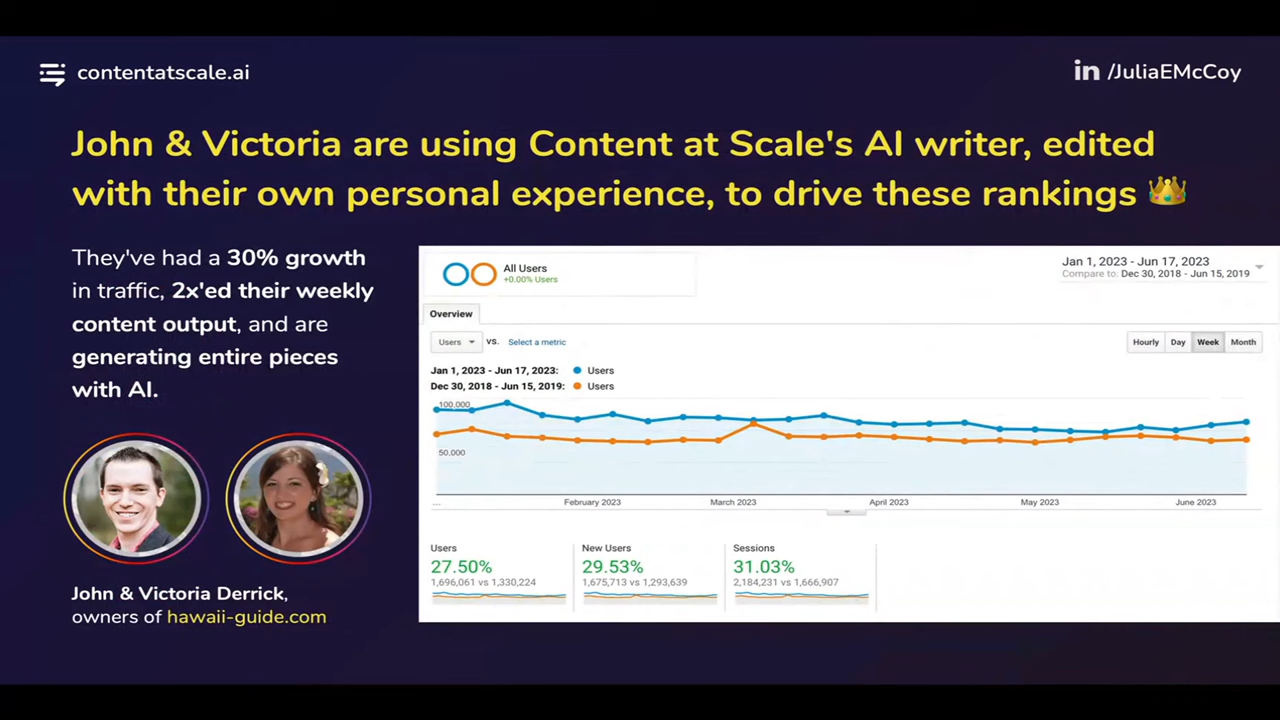 contentatscale.ai
in /JuliaEMcCoy
John & Victoria are using Content at Scale's AI writer, edited
with their own personal experience, to drive these rankings
They've had a 30% growth
in traffic, 2x'ed their weekly
content output, and are
generating entire pieces
with AI.
John & Victoria Derrick,
owners of hawaii-guide.com
All Users
+0.00% Users
Jan 1, 2023 - Jun 17, 2023
Compare to: Dec 30, 2018 - Jun 15, 2019
Overview
Users VS. Select a metric
Hourly Day Week Month
Jan 1, 2023 - Jun 17, 2023: Users
Dec 30, 2018 - Jun 15, 2019: Users
100,000
50,000
... February 2023 March 2023 April 2023 May 2023 June 2023
Users
27.50%
1,696,061 vs 1,330,224
New Users
29.53%
1,675,713 vs 1,293,639
Sessions
31.03%
2,184,231 vs 1,666,907